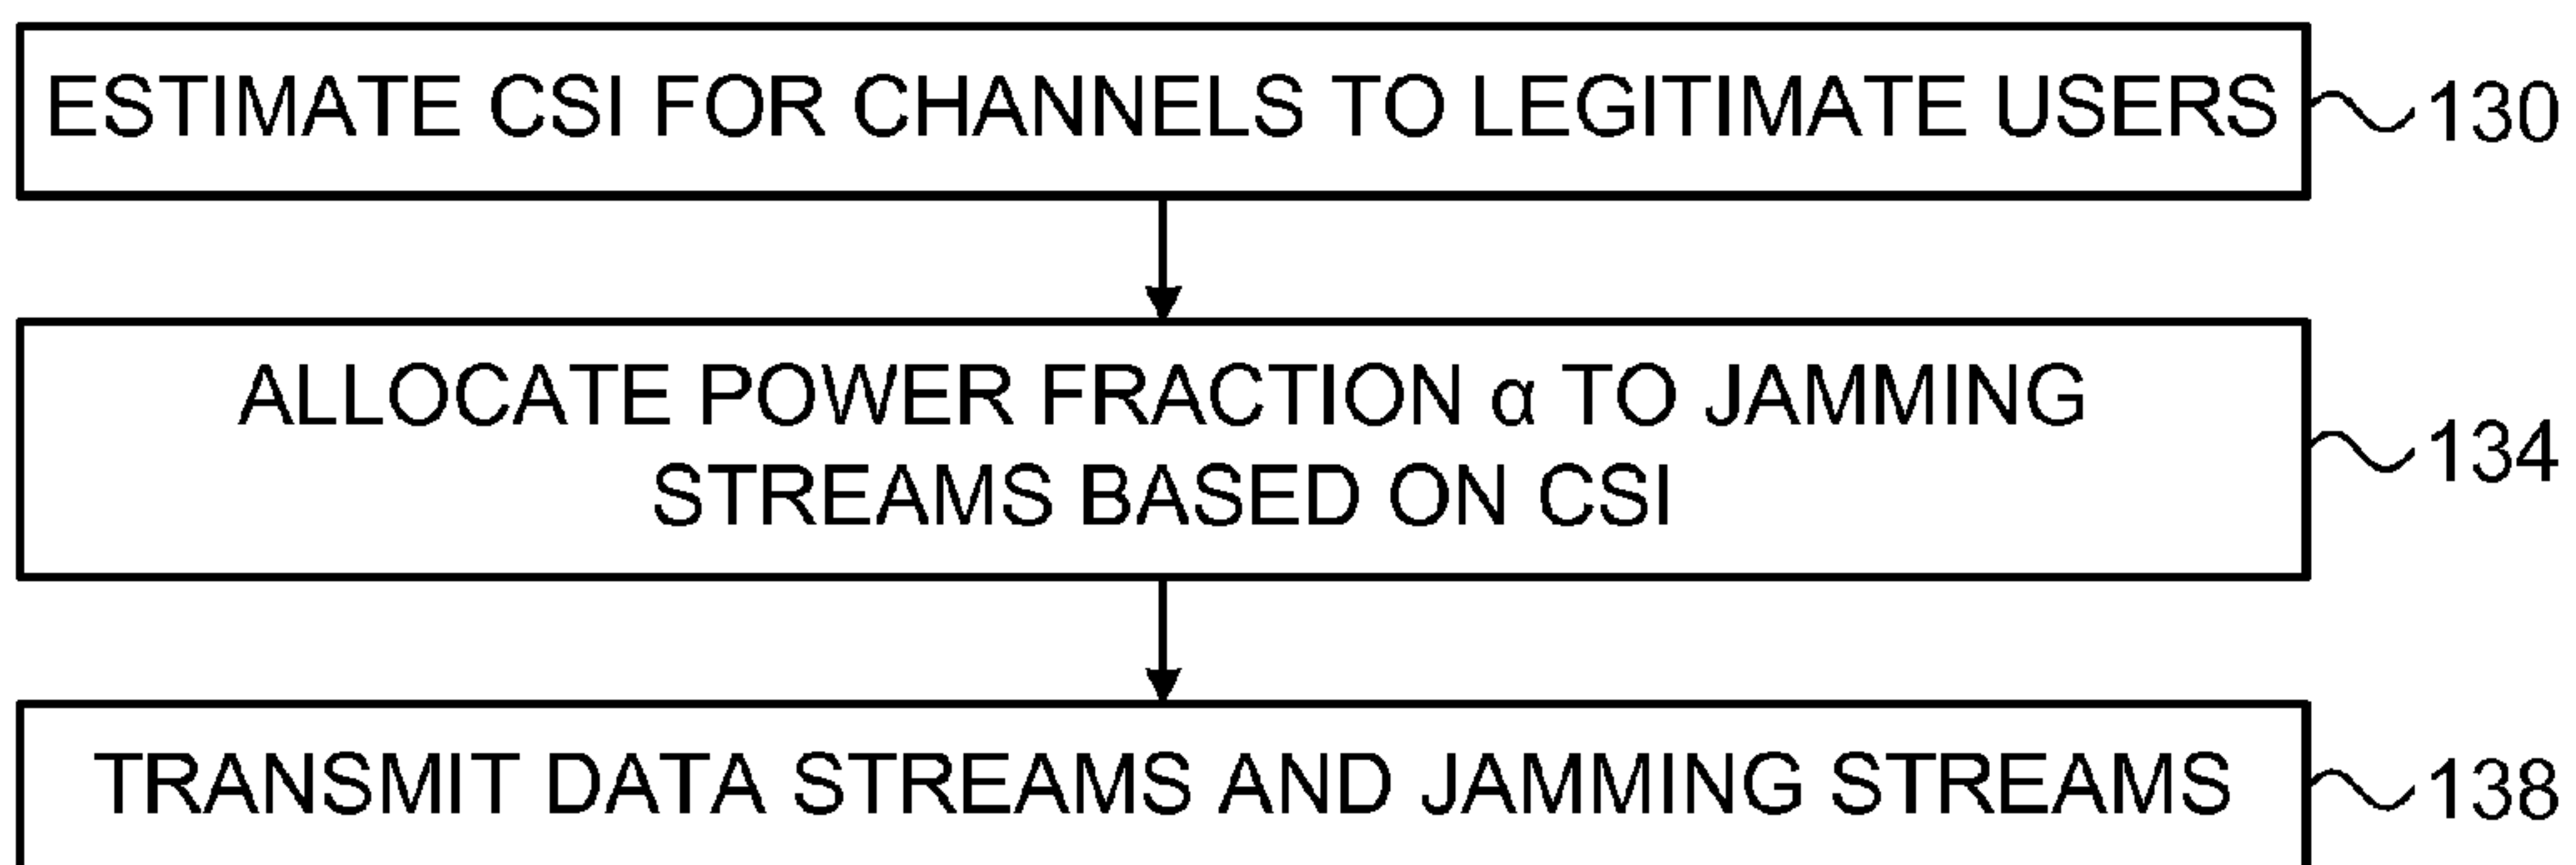 ESTIMATE CSI FOR CHANNELS TO LEGITIMATE USERS
130
ALLOCATE POWER FRACTION α TO JAMMING
STREAMS BASED ON CSI
134
TRANSMIT DATA STREAMS AND JAMMING STREAMS
138